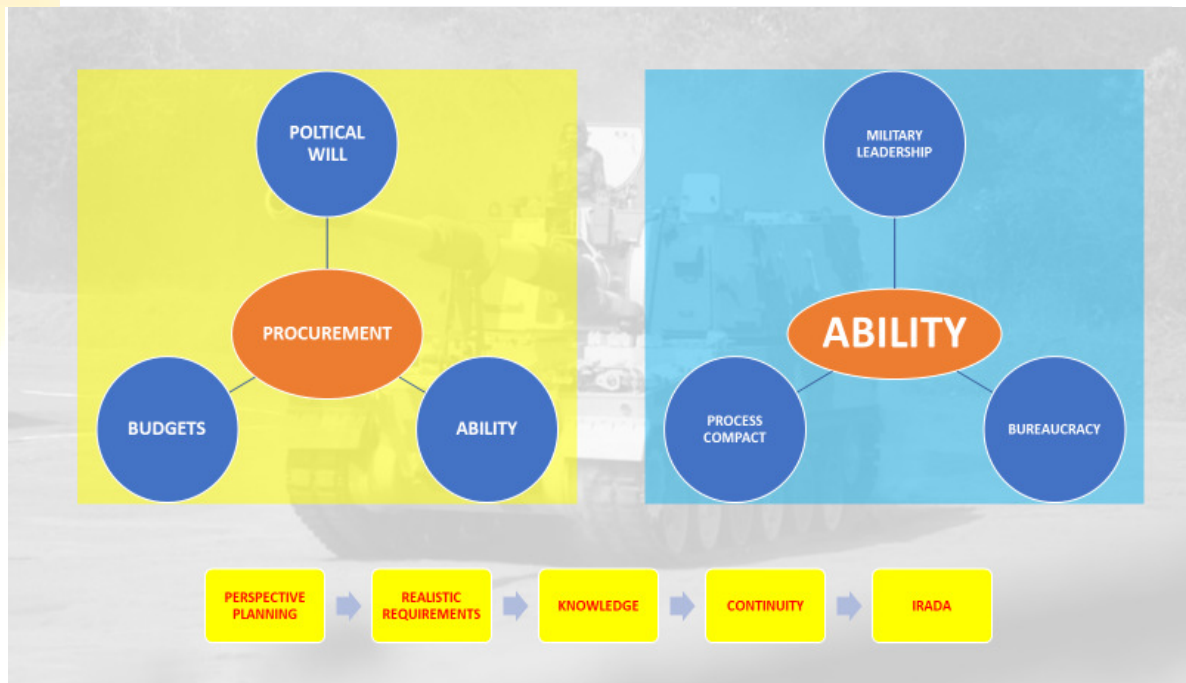 POLTICAL
WILL
PROCUREMENT
BUDGETS
ABILITY
MILITARY
LEADERSHIP
ABILITY
PROCESS
COMPACT
BUREAUCRACY
PERSPECTIVE
PLANNING
REALISTIC
REQUIREMENTS
KNOWLEDGE
CONTINUITY
IRADA